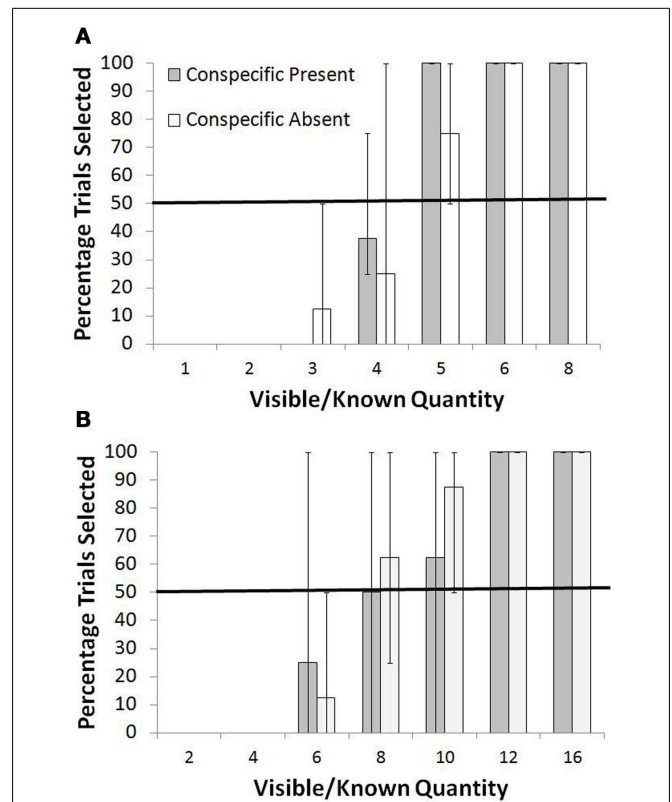 A
Percentage Trials Selected
100
90
80
70
60
50
40
30
20
10
0
Conspecific Present
Conspecific Absent
1 2 3 4 5 6 8
Visible/Known Quantity
B
Percentage Trials Selected
100
90
80
70
60
50
40
30
20
10
0
2 4 6 8 10 12 16
Visible/Known Quantity